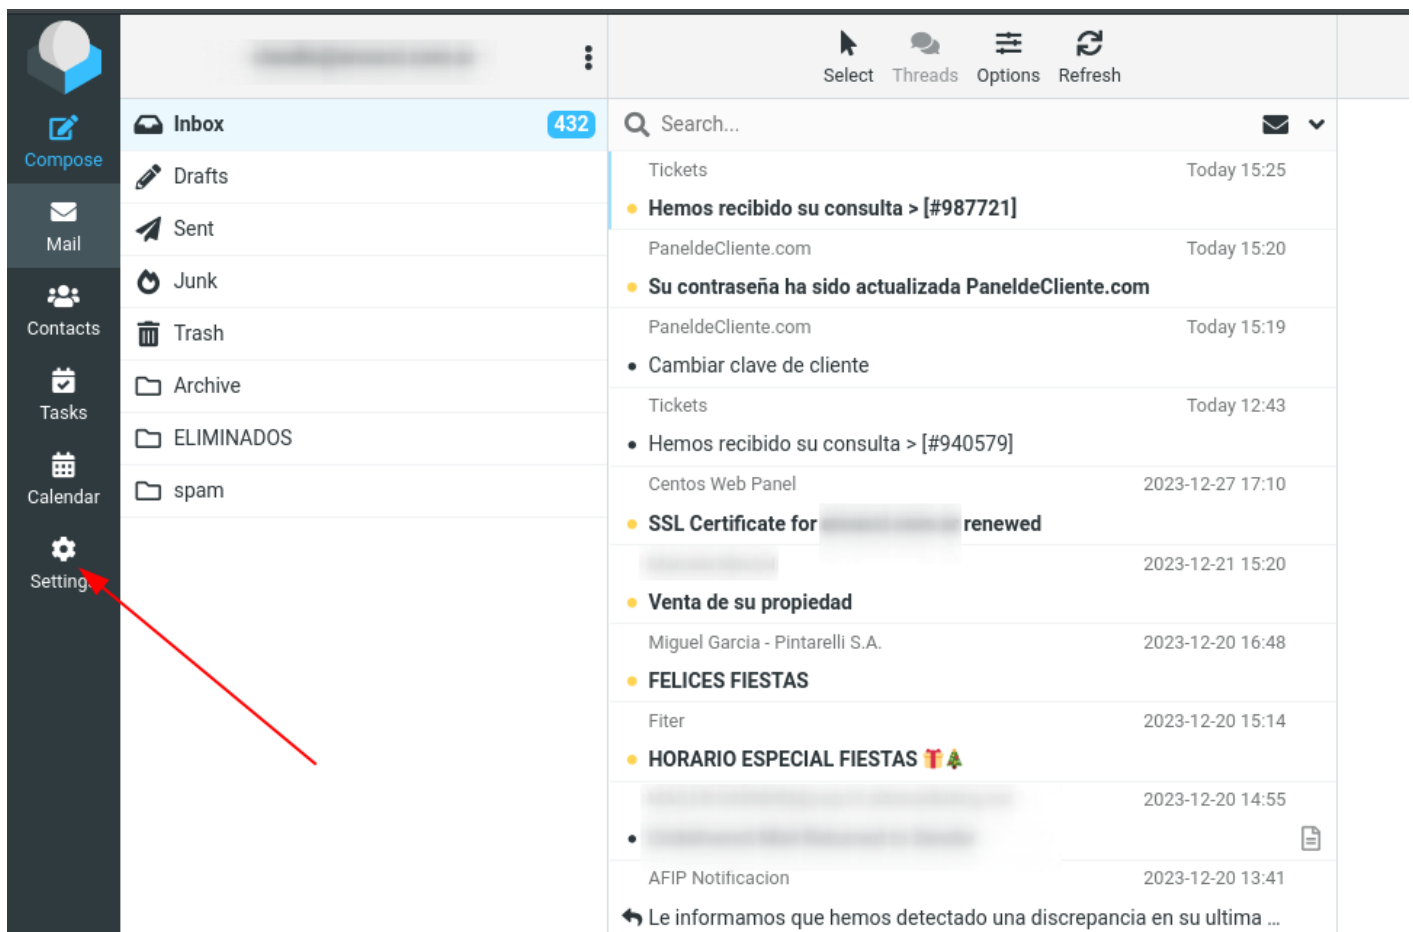 Compose
Mail
Contacts
Tasks
Calendar
Settings
Inbox 432
Drafts
Sent
Junk
Trash
Archive
ELIMINADOS
spam
Select Threads Options Refresh
Search...
Tickets Today 15:25
Hemos recibido su consulta > [#987721]
PaneldeCliente.com Today 15:20
Su contraseña ha sido actualizada PaneldeCliente.com
PaneldeCliente.com Today 15:19
Cambiar clave de cliente
Tickets Today 12:43
Hemos recibido su consulta > [#940579]
Centos Web Panel 2023-12-27 17:10
SSL Certificate for renewed
2023-12-21 15:20
Venta de su propiedad
Miguel Garcia - Pintarelli S.A. 2023-12-20 16:48
FELICES FIESTAS
Fiter 2023-12-20 15:14
HORARIO ESPECIAL FIESTAS 🎁🎄
2023-12-20 14:55
AFIP Notificacion 2023-12-20 13:41
Le informamos que hemos detectado una discrepancia en su ultima ...